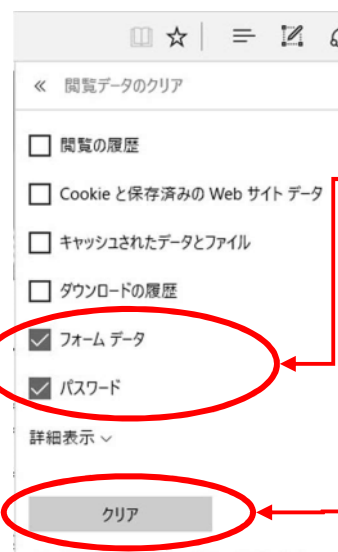 « 閲覧データのクリア
閲覧の履歴
Cookie と保存済みの Web サイト データ
キャッシュされたデータとファイル
ダウンロードの履歴
フォーム データ
パスワード
詳細表示
クリア